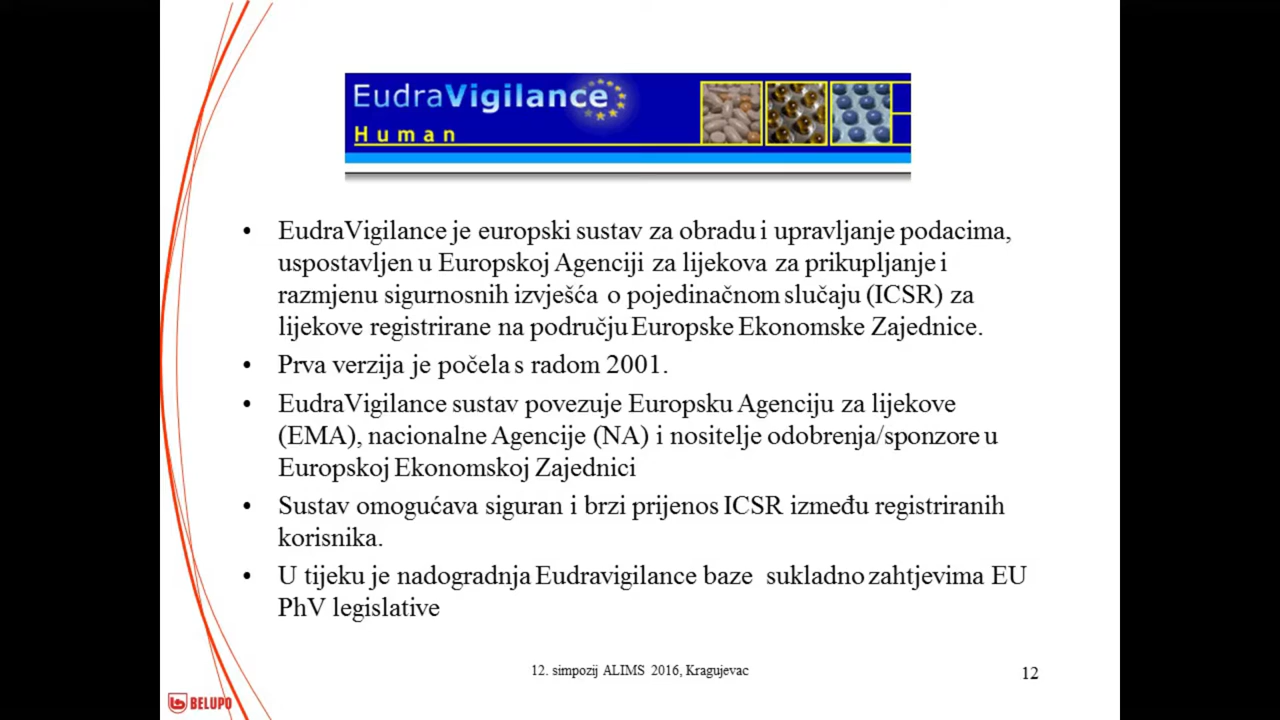 EudraVigilance
Human
• EudraVigilance je europski sustav za obradu i upravljanje podacima,
uspostavljen u Europskoj Agenciji za lijekova za prikupljanje i
razmjenu sigurnosnih izvješća o pojedinačnom slučaju (ICSR) za
lijekove registrirane na području Europske Ekonomske Zajednice.
• Prva verzija je počela s radom 2001.
• EudraVigilance sustav povezuje Europsku Agenciju za lijekove
(EMA), nacionalne Agencije (NA) i nositelje odobrenja/sponzore u
Europskoj Ekonomskoj Zajednici
• Sustav omogućava siguran i brzi prijenos ICSR između registriranih
korisnika.
• U tijeku je nadogradnja Eudravigilance baze sukladno zahtjevima EU
PhV legislative
12. simpozij ALIMS 2016, Kragujevac
12
BELUPO